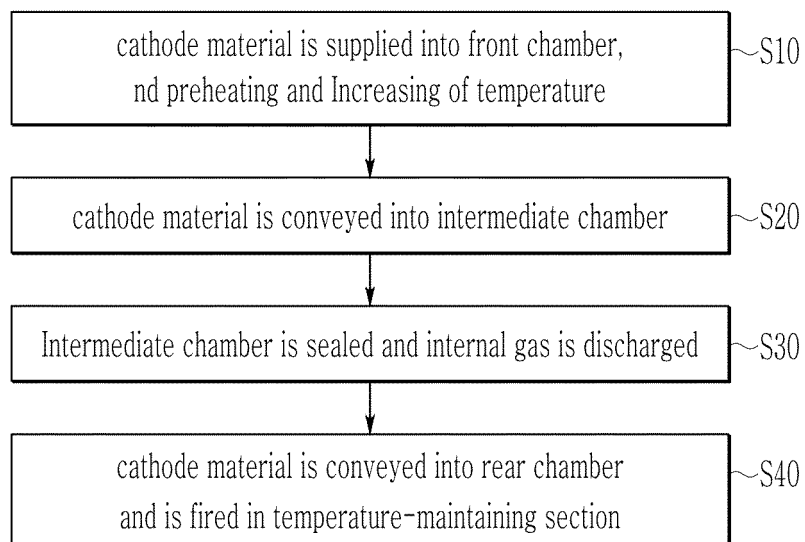 cathode material is supplied into front chamber,
nd preheating and Increasing of temperature
S10
cathode material is conveyed into intermediate chamber
S20
Intermediate chamber is sealed and internal gas is discharged
S30
cathode material is conveyed into rear chamber
and is fired in temperature-maintaining section
S40